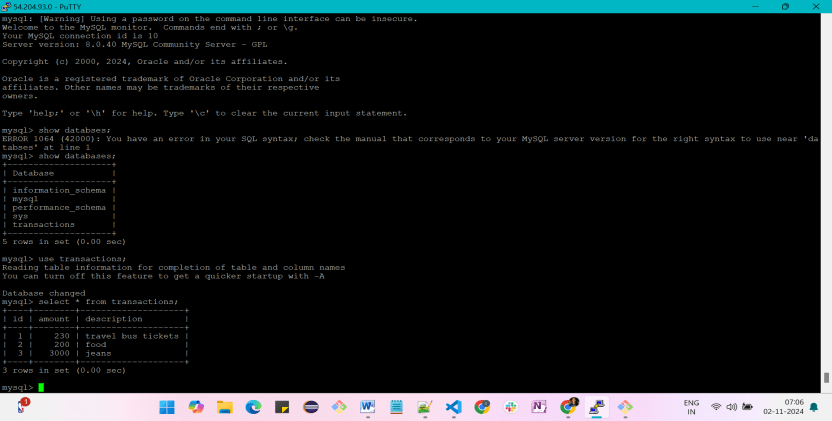 54.204.93.0 - PuTTY
mysql: [Warning] Using a password on the command line interface can be insecure.
Welcome to the MySQL monitor.  Commands end with ; or \g.
Your MySQL connection id is 10
Server version: 8.0.40 MySQL Community Server - GPL
Copyright (c) 2000, 2024, Oracle and/or its affiliates.
Oracle is a registered trademark of Oracle Corporation and/or its
affiliates. Other names may be trademarks of their respective
owners.
Type 'help;' or '\h' for help. Type '\c' to clear the current input statement.
mysql> show databses;
ERROR 1064 (42000): You have an error in your SQL syntax; check the manual that corresponds to your MySQL server version for the right syntax to use near 'da
tabses' at line 1
mysql> show databases;
+--------------------+
| Database           |
+--------------------+
| information_schema |
| mysql              |
| performance_schema |
| sys                |
| transactions       |
+--------------------+
5 rows in set (0.00 sec)
mysql> use transactions;
Reading table information for completion of table and column names
You can turn off this feature to get a quicker startup with -A
Database changed
mysql> select * from transactions;
+----+--------+--------------------+
| id | amount | description        |
+----+--------+--------------------+
|  1 |    230 | travel bus tickets |
|  2 |    200 | food               |
|  3 |   3000 | jeans              |
+----+--------+--------------------+
3 rows in set (0.00 sec)
mysql>
ENG
IN
07:06
02-11-2024